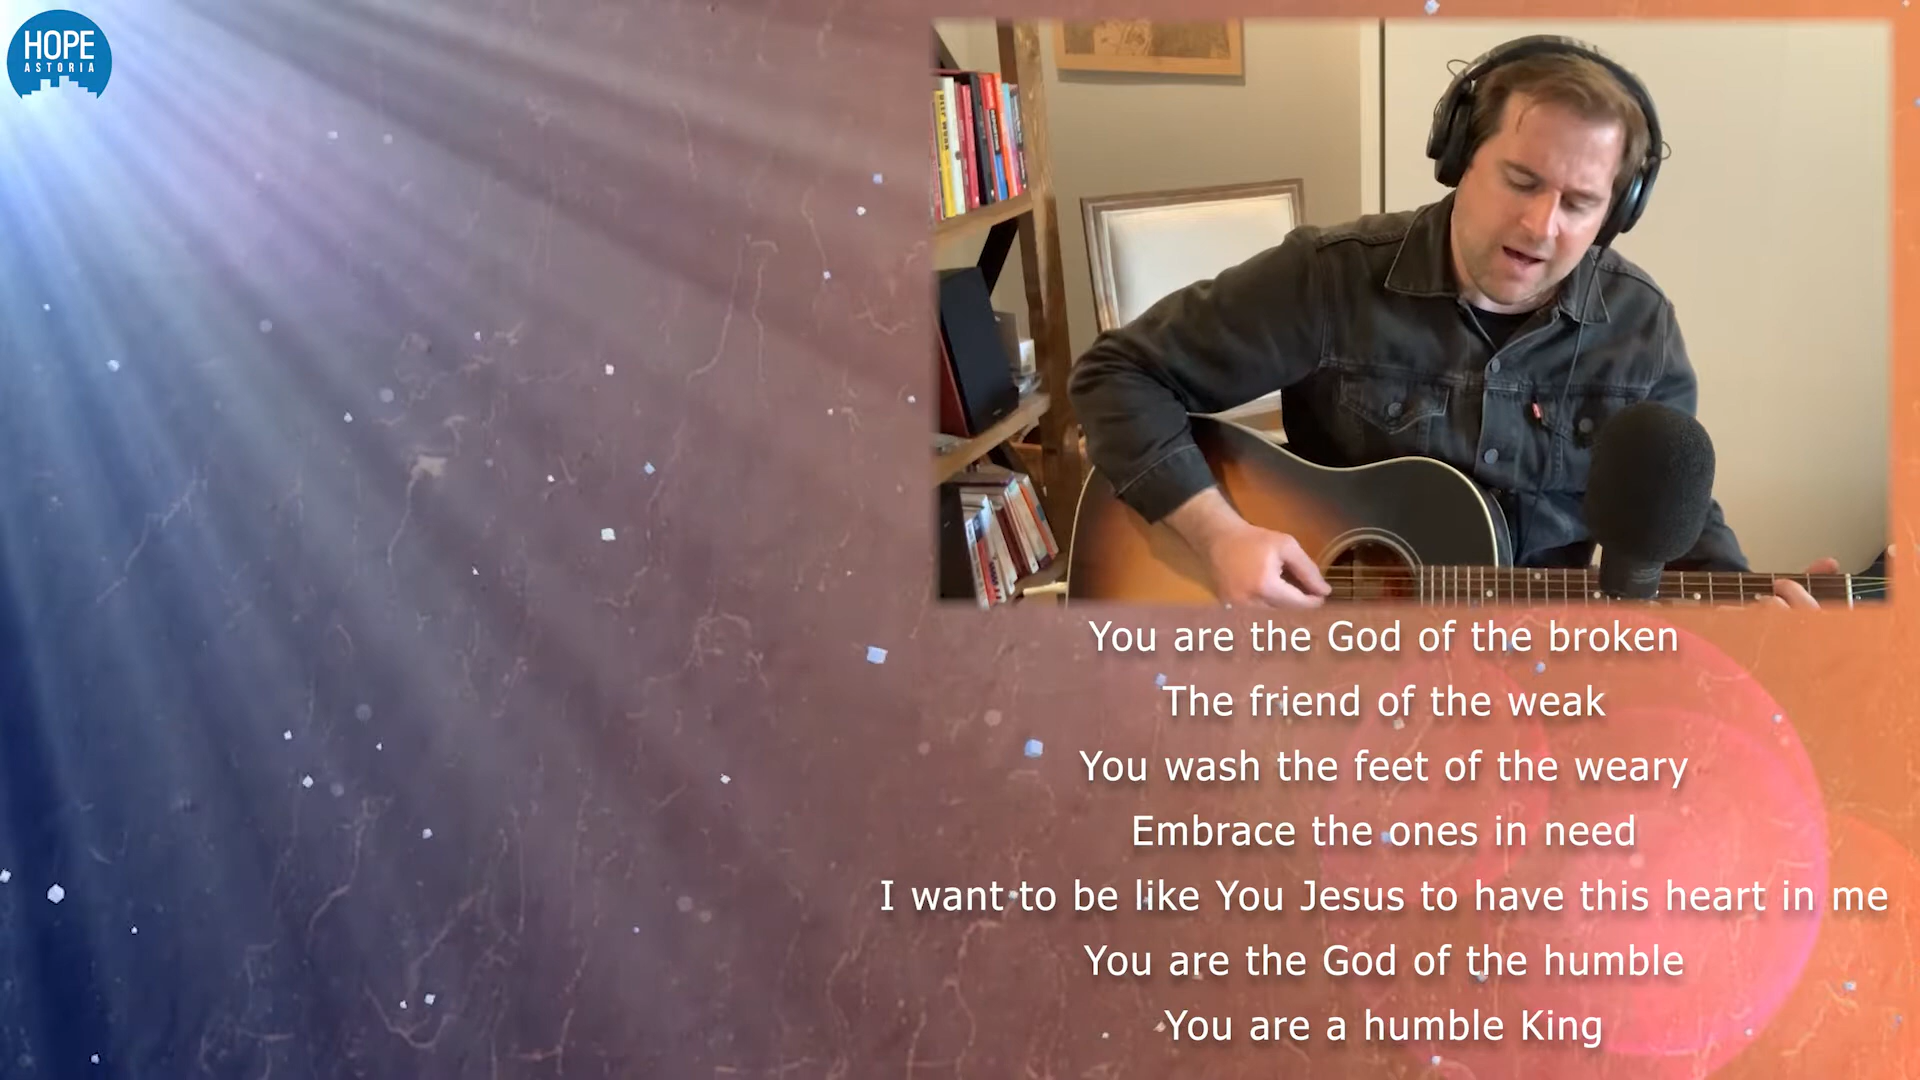 HOPE
ASTORIA
You are the God of the broken
The friend of the weak
You wash the feet of the weary
Embrace the ones in need
I want to be like You Jesus to have this heart in me
You are the God of the humble
You are a humble King